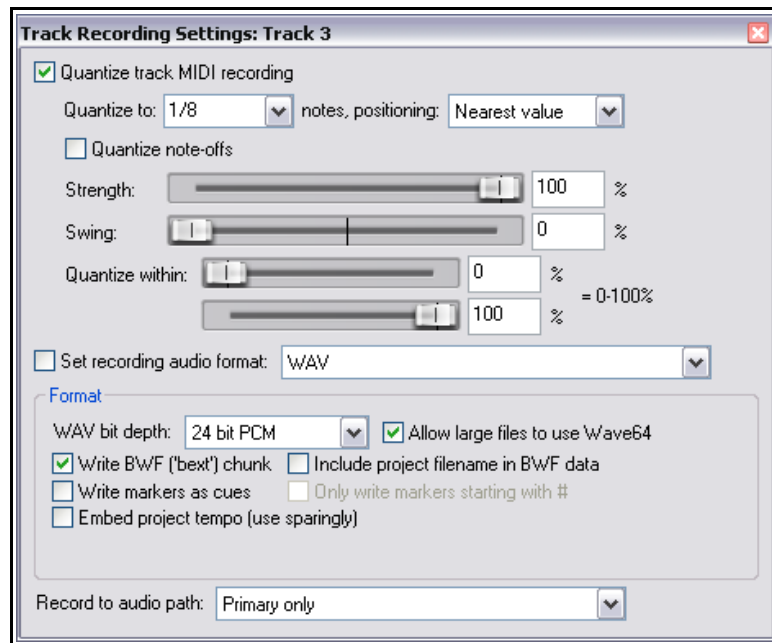 Track Recording Settings: Track 3
Quantize track MIDI recording
Quantize to: 1/8 notes, positioning: Nearest value
Quantize note-offs
Strength: 100 %
Swing: 0 %
Quantize within: 0 %
= 0-100%
100 %
Set recording audio format: WAV
Format
WAV bit depth: 24 bit PCM Allow large files to use Wave64
Write BWF ('bext') chunk Include project filename in BWF data
Write markers as cues Only write markers starting with #
Embed project tempo (use sparingly)
Record to audio path: Primary only